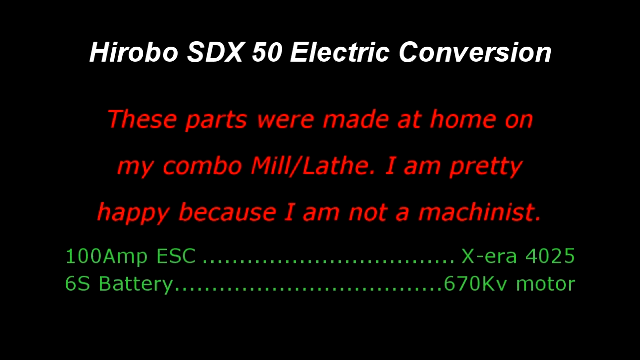 Hirobo SDX 50 Electric Conversion
These parts were made at home on
my combo Mill/Lathe. I am pretty
happy because I am not a machinist.
100Amp ESC .................................. X-era 4025
6S Battery....................................670Kv motor